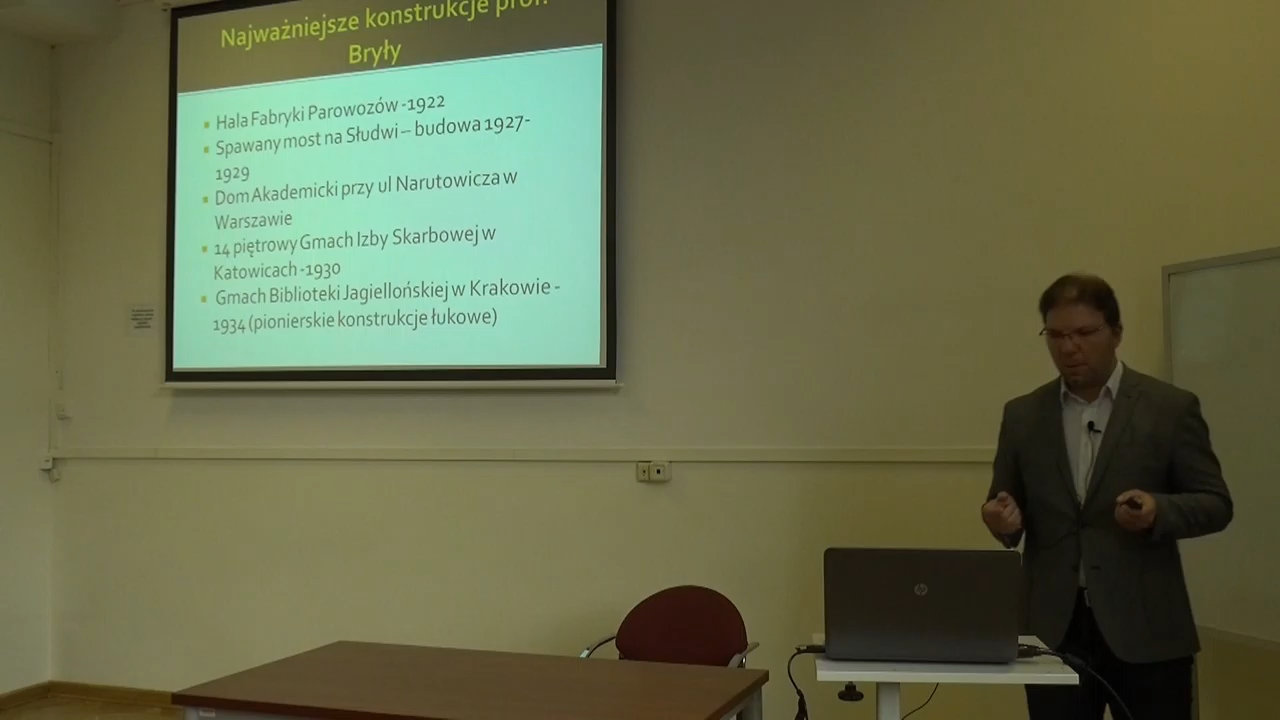 Najważniejsze konstrukcje prof.
Bryły
Hala Fabryki Parowozów -1922
Spawany most na Słudwi – budowa 1927-
1929
Dom Akademicki przy ul Narutowicza w
Warszawie
14 piętrowy Gmach Izby Skarbowej w
Katowicach -1930
Gmach Biblioteki Jagiellońskiej w Krakowie -
1934 (pionierskie konstrukcje łukowe)
hp